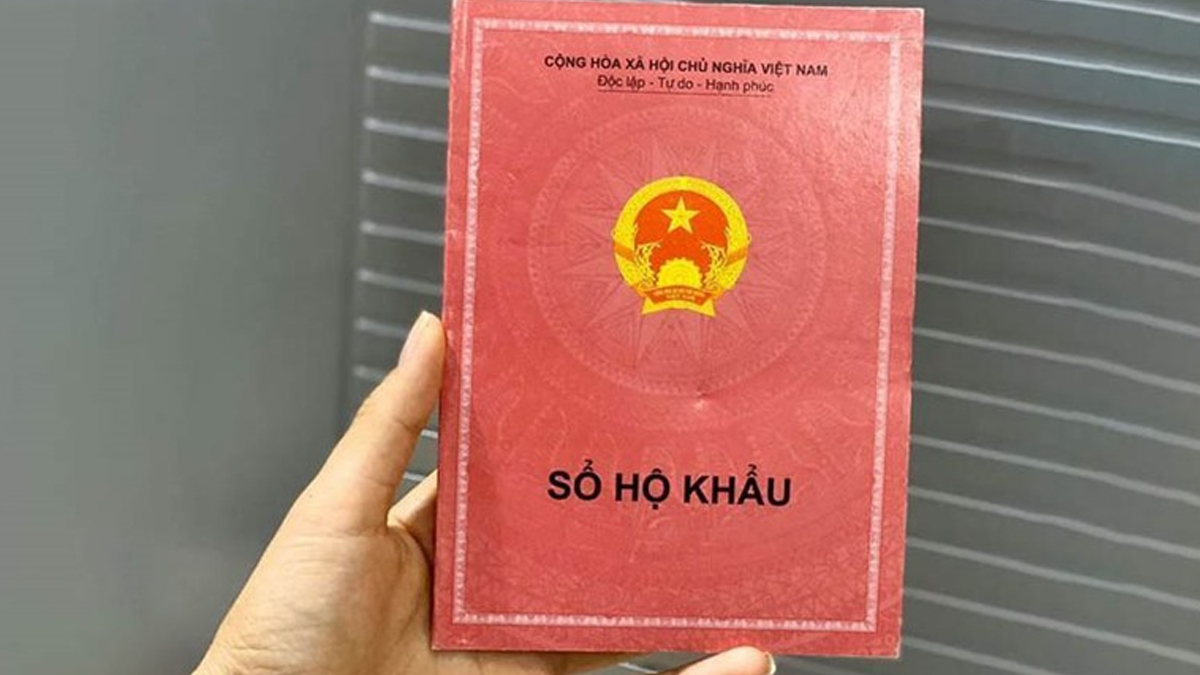 CỘNG HÒA XÃ HỘI CHỦ NGHĨA VIỆT NAM
Độc lập - Tự do - Hạnh phúc
SỔ HỘ KHẨU